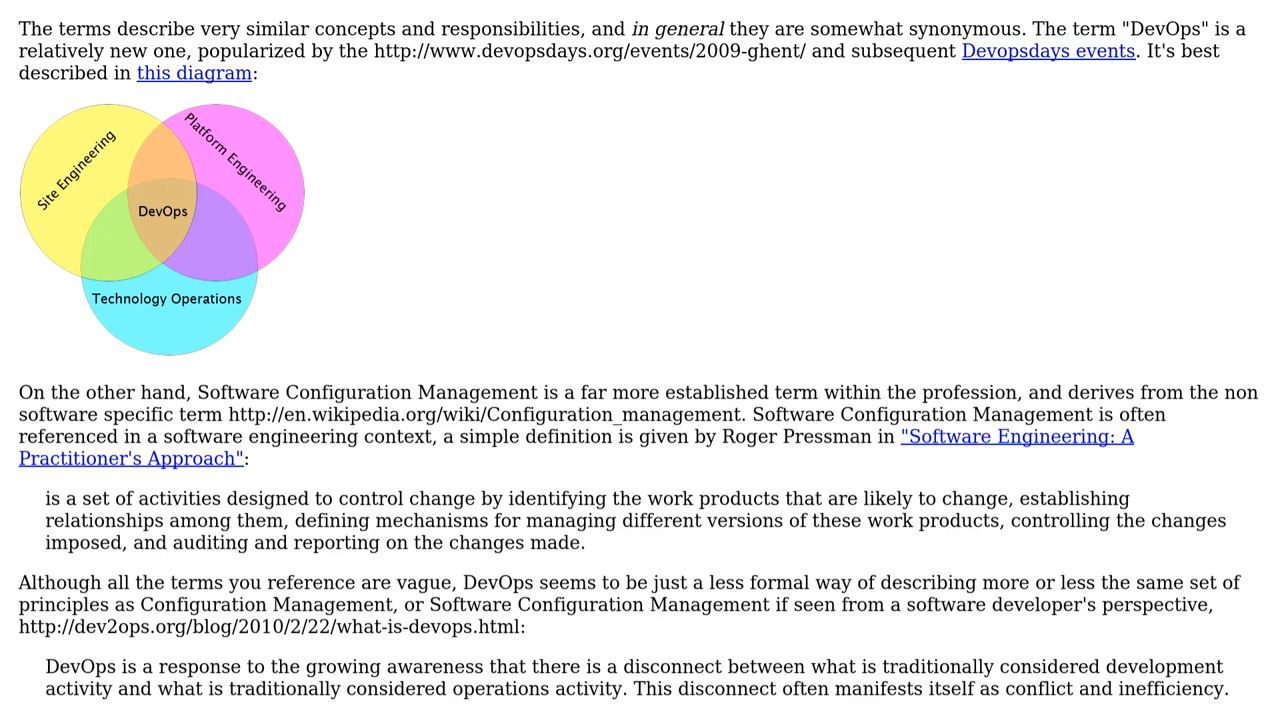 The terms describe very similar concepts and responsibilities, and in general they are somewhat synonymous. The term "DevOps" is a
relatively new one, popularized by the http://www.devopsdays.org/events/2009-ghent/ and subsequent Devopsdays events. It's best
described in this diagram:
Site Engineering
Platform Engineering
DevOps
Technology Operations
On the other hand, Software Configuration Management is a far more established term within the profession, and derives from the non
software specific term http://en.wikipedia.org/wiki/Configuration_management. Software Configuration Management is often
referenced in a software engineering context, a simple definition is given by Roger Pressman in "Software Engineering: A
Practitioner's Approach":
is a set of activities designed to control change by identifying the work products that are likely to change, establishing
relationships among them, defining mechanisms for managing different versions of these work products, controlling the changes
imposed, and auditing and reporting on the changes made.
Although all the terms you reference are vague, DevOps seems to be just a less formal way of describing more or less the same set of
principles as Configuration Management, or Software Configuration Management if seen from a software developer's perspective,
http://dev2ops.org/blog/2010/2/22/what-is-devops.html:
DevOps is a response to the growing awareness that there is a disconnect between what is traditionally considered development
activity and what is traditionally considered operations activity. This disconnect often manifests itself as conflict and inefficiency.